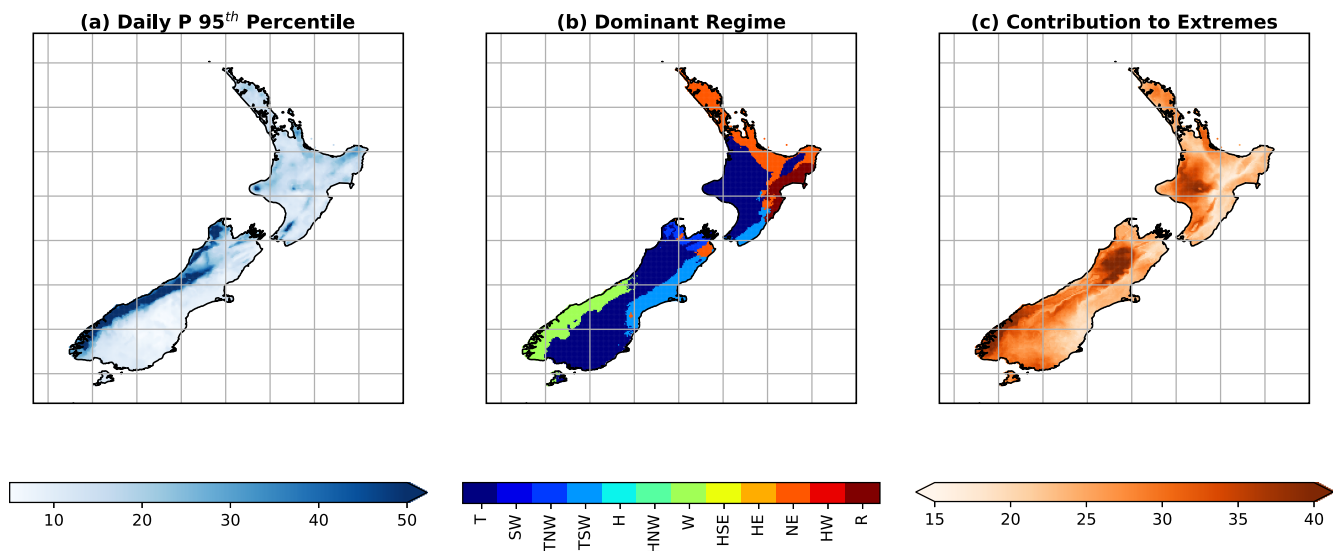 (a) Daily P 95th Percentile
(b) Dominant Regime
(c) Contribution to Extremes
10 20 30 40 50
T SW TNW TSW H HNW W HSE HE NE HW R
15 20 25 30 35 40